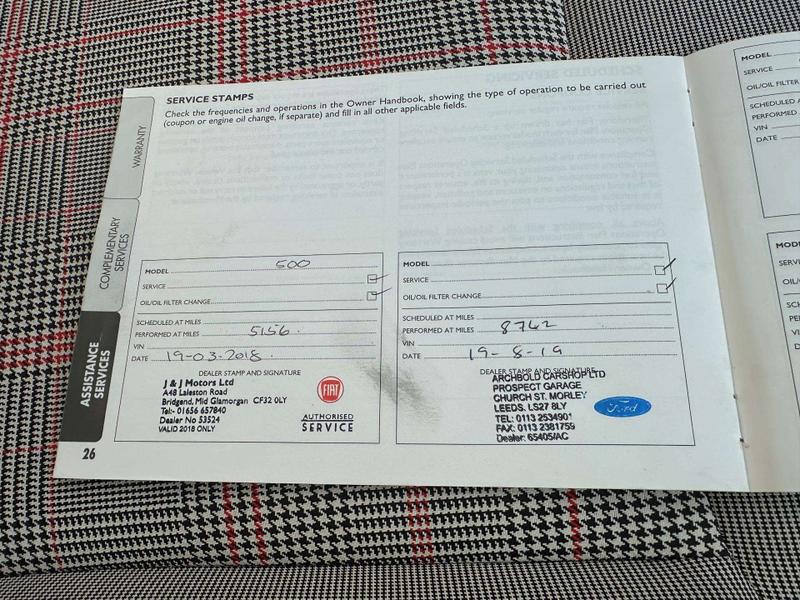 SERVICE STAMPS
Check the frequencies and operations in the Owner Handbook, showing the type of operation to be carried out
(coupon or engine oil change, if separate) and fill in all other applicable fields.
WARRANTY
COMPLEMENTARY
SERVICES
ASSISTANCE
SERVICES
MODEL 500
SERVICE
OIL/OIL FILTER CHANGE
SCHEDULED AT MILES
PERFORMED AT MILES 5156
VIN
DATE 19-03-2018
DEALER STAMP AND SIGNATURE
J & J Motors Ltd
A48 Laleston Road
Bridgend, Mid Glamorgan CF32 0LY
Tel:- 01656 657840
Dealer No 53524
VALID 2018 ONLY
FIAT
AUTHORISED
SERVICE
MODEL
SERVICE
OIL/OIL FILTER CHANGE
SCHEDULED AT MILES
PERFORMED AT MILES 8742
VIN
DATE 19-8-19
DEALER STAMP AND SIGNATURE
ARCHBOLD CARSHOP LTD
PROSPECT GARAGE
CHURCH ST. MORLEY
LEEDS. LS27 8LY
TEL: 0113 2534901
FAX: 0113 2381759
Dealer: 65405/AC
Ford
26
MODEL
SERVICE
OIL/OIL FILTER
SCHEDULED
PERFORMED
VIN
DATE
MODEL